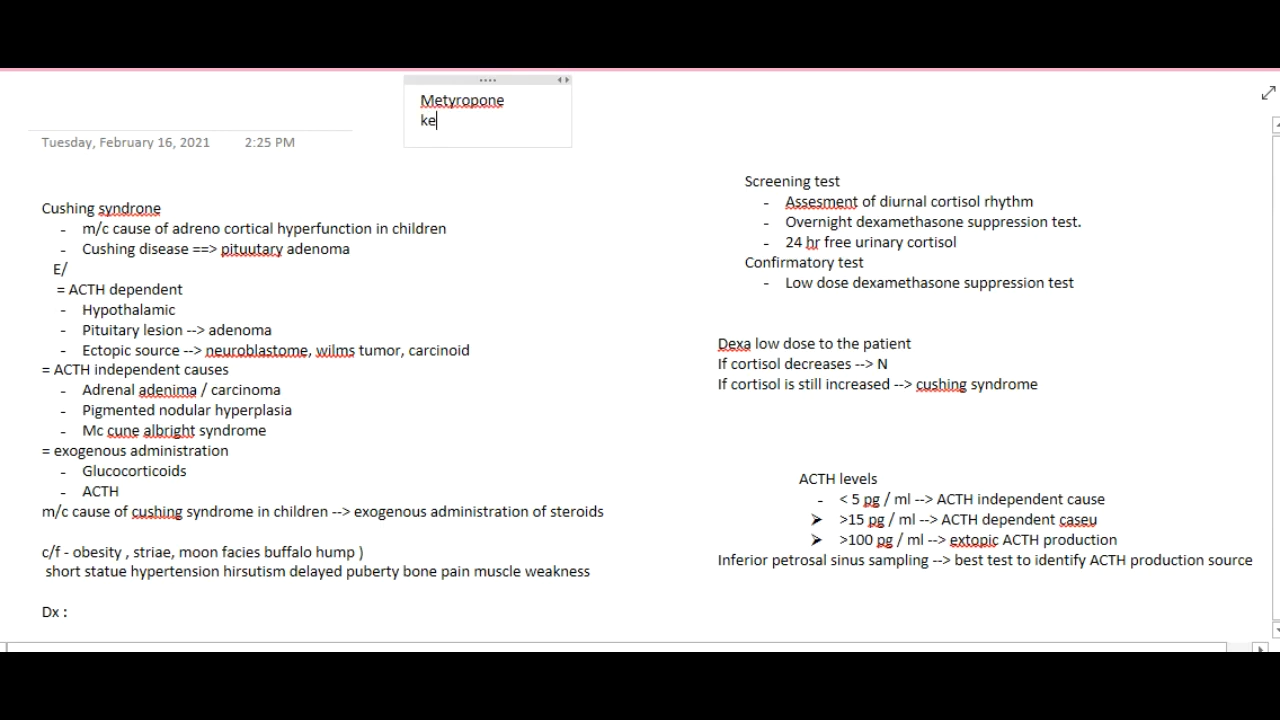 Metyropone
ke
Tuesday, February 16, 2021 2:25 PM
Cushing syndrone
- m/c cause of adreno cortical hyperfunction in children
- Cushing disease ==> pituutary adenoma
E/
= ACTH dependent
- Hypothalamic
- Pituitary lesion --> adenoma
- Ectopic source --> neuroblastome, wilms tumor, carcinoid
= ACTH independent causes
- Adrenal adenima / carcinoma
- Pigmented nodular hyperplasia
- Mc cune albright syndrome
= exogenous administration
- Glucocorticoids
- ACTH
m/c cause of cushing syndrome in children --> exogenous administration of steroids
c/f - obesity , striae, moon facies buffalo hump )
short statue hypertension hirsutism delayed puberty bone pain muscle weakness
Dx :
Screening test
- Assesment of diurnal cortisol rhythm
- Overnight dexamethasone suppression test.
- 24 hr free urinary cortisol
Confirmatory test
- Low dose dexamethasone suppression test
Dexa low dose to the patient
If cortisol decreases --> N
If cortisol is still increased --> cushing syndrome
ACTH levels
- < 5 pg / ml --> ACTH independent cause
➢ >15 pg / ml --> ACTH dependent caseu
➢ >100 pg / ml --> extopic ACTH production
Inferior petrosal sinus sampling --> best test to identify ACTH production source